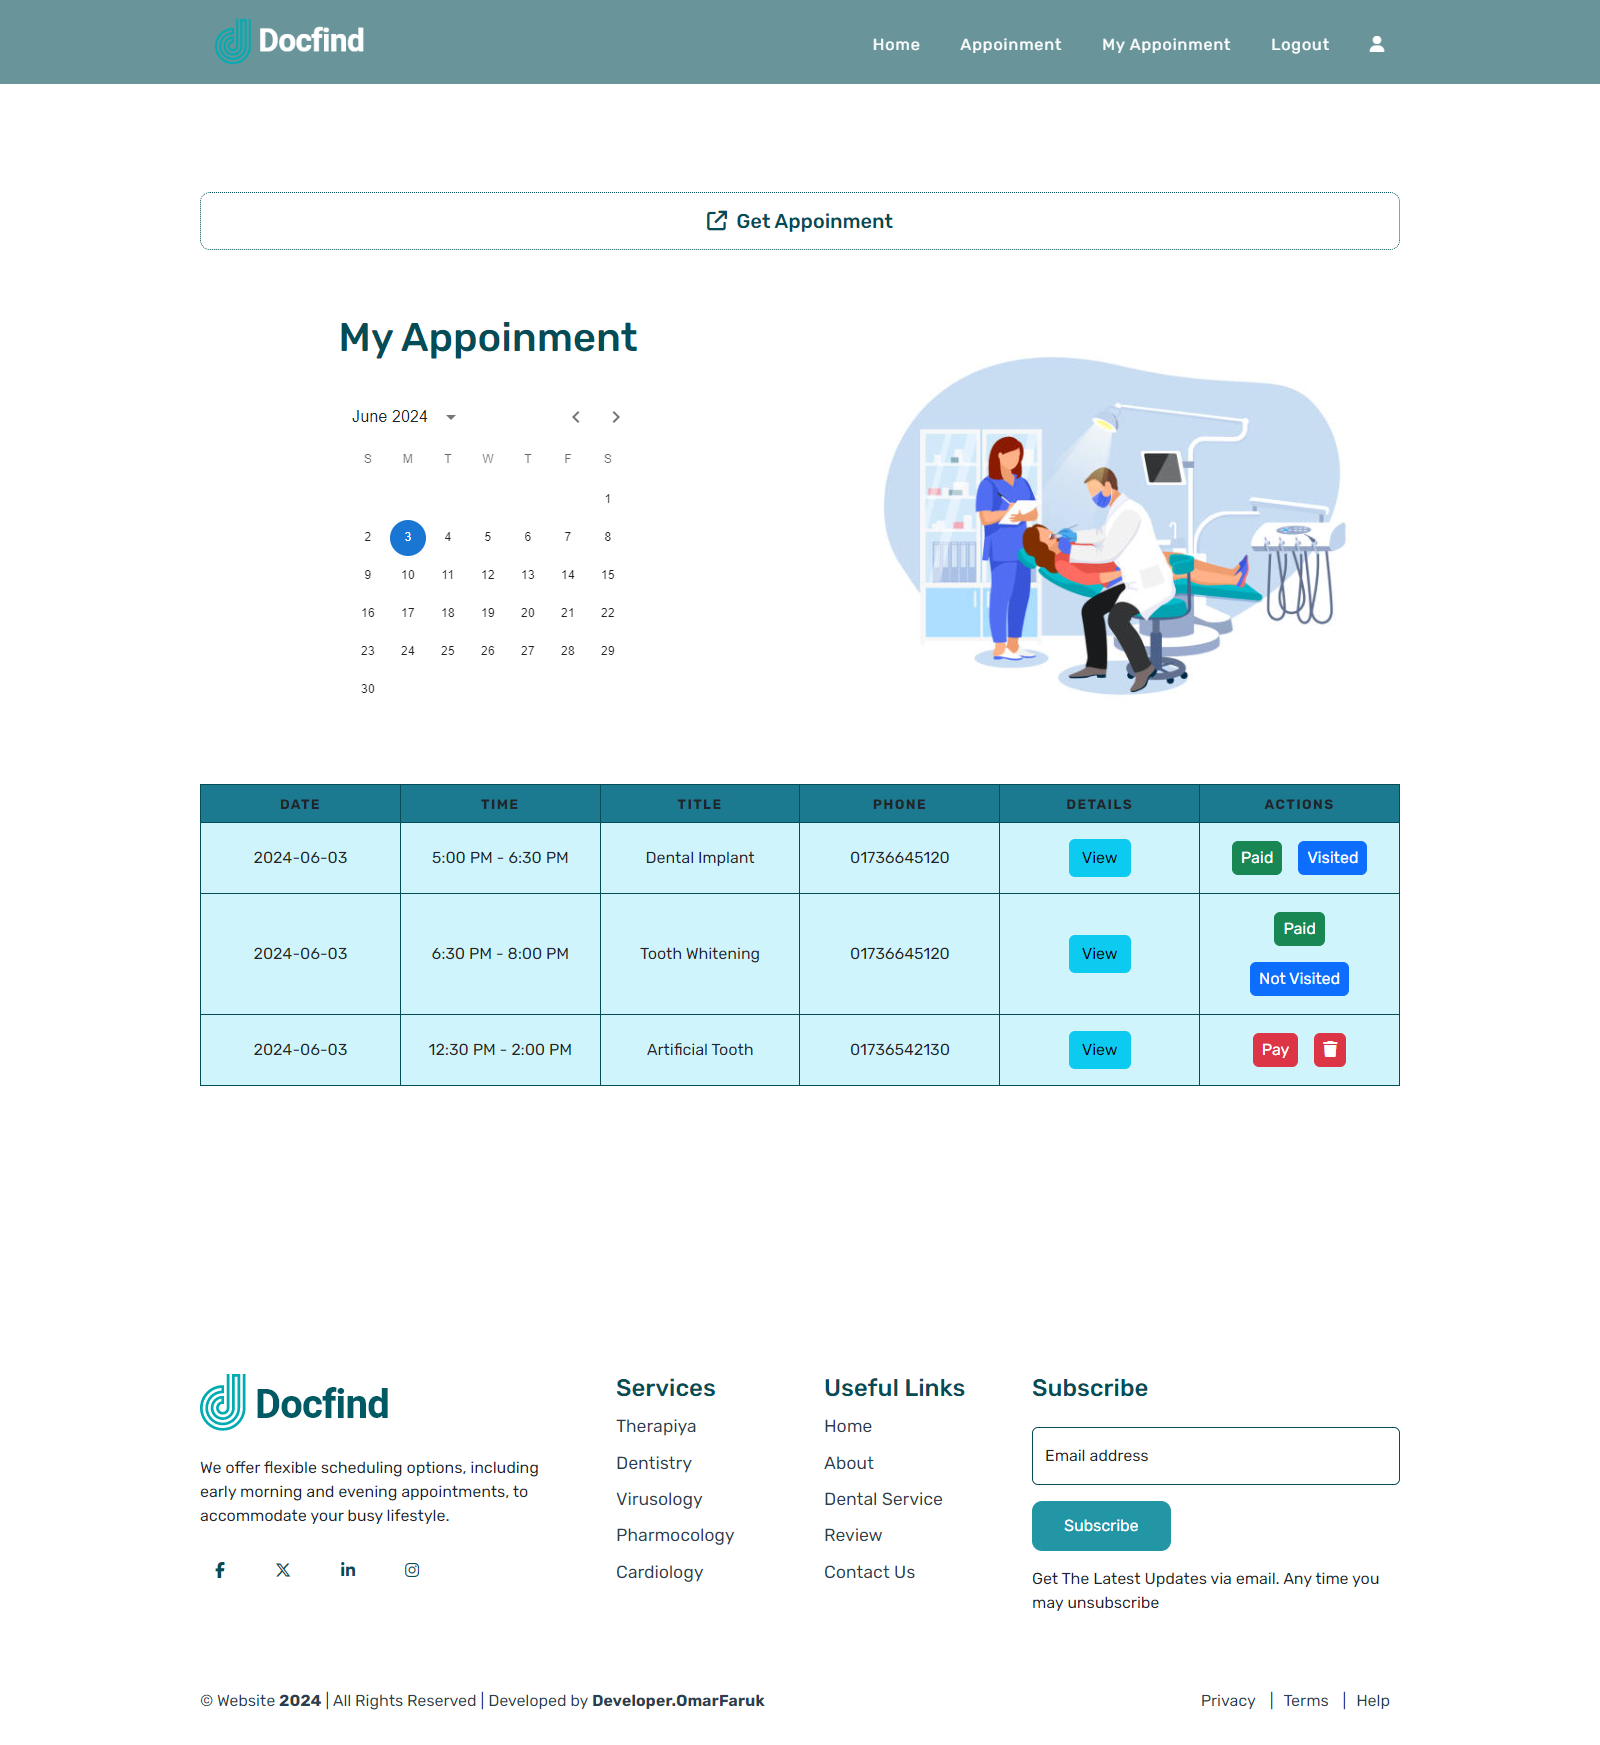 Docfind
Home Appoinment My Appoinment Logout
Get Appoinment
My Appoinment
June 2024
S M T W T F S
1
2 3 4 5 6 7 8
9 10 11 12 13 14 15
16 17 18 19 20 21 22
23 24 25 26 27 28 29
30
DATE TIME TITLE PHONE DETAILS ACTIONS
2024-06-03 5:00 PM - 6:30 PM Dental Implant 01736645120 View Paid Visited
2024-06-03 6:30 PM - 8:00 PM Tooth Whitening 01736645120 View Paid
Not Visited
2024-06-03 12:30 PM - 2:00 PM Artificial Tooth 01736542130 View Pay
Docfind
We offer flexible scheduling options, including
early morning and evening appointments, to
accommodate your busy lifestyle.
Services
Therapiya
Dentistry
Virusology
Pharmocology
Cardiology
Useful Links
Home
About
Dental Service
Review
Contact Us
Subscribe
Email address
Subscribe
Get The Latest Updates via email. Any time you
may unsubscribe
© Website 2024 | All Rights Reserved | Developed by Developer.OmarFaruk
Privacy | Terms | Help